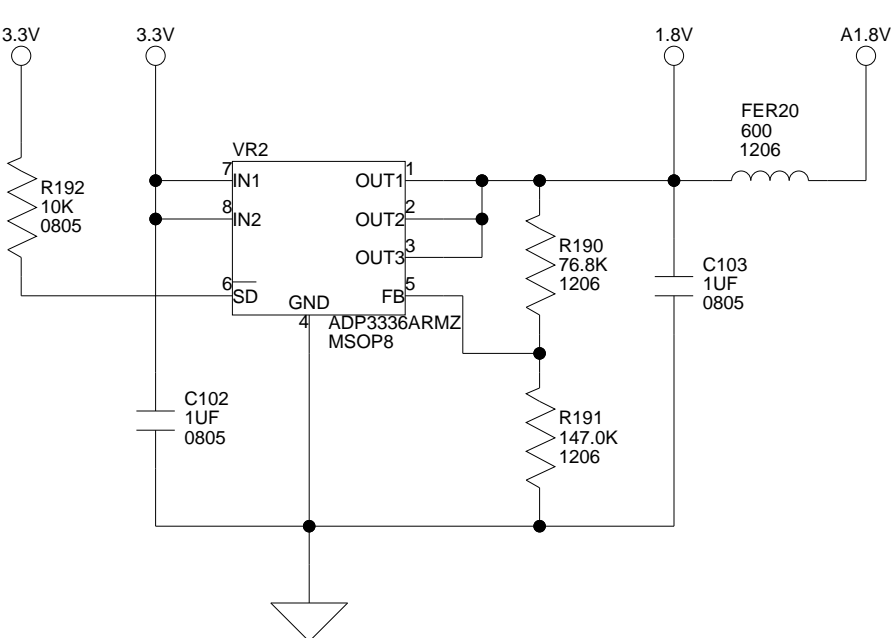 3.3V
3.3V
1.8V
A1.8V
FER20
600
1206
VR2
7
IN1
8
IN2
6
SD
GND
4
OUT1
1
OUT2
2
OUT3
3
FB
5
ADP3336ARMZ
MSOP8
R192
10K
0805
R190
76.8K
1206
C103
1UF
0805
C102
1UF
0805
R191
147.0K
1206